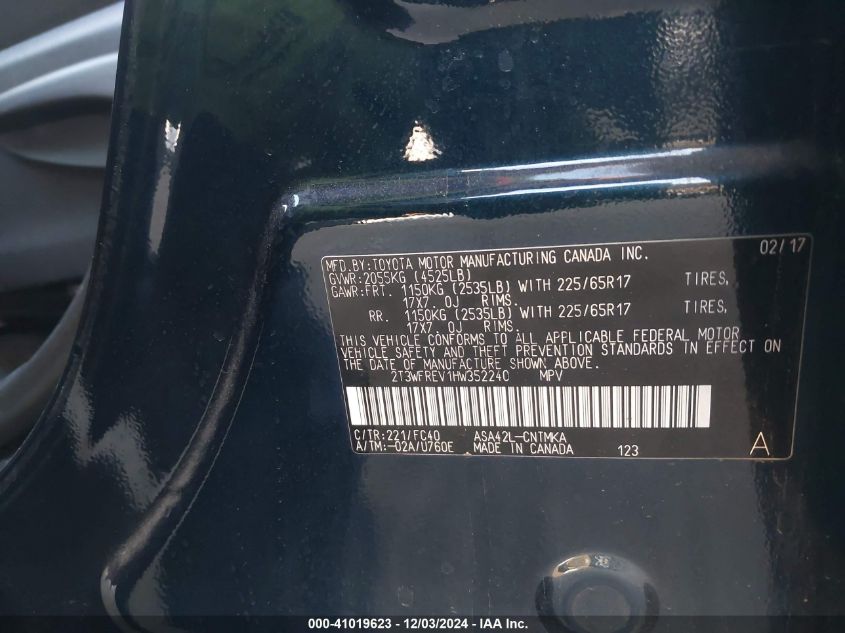 02/17
MFD.BY:TOYOTA MOTOR MANUFACTURING CANADA INC.
GVWR:2055KG (4525LB)
GAWR:FRT. 1150KG (2535LB) WITH 225/65R17 TIRES,
17X7.0J RIMS.
RR. 1150KG (2535LB) WITH 225/65R17 TIRES,
17X7.0J RIMS.
THIS VEHICLE CONFORMS TO ALL APPLICABLE FEDERAL MOTOR
VEHICLE SAFETY AND THEFT PREVENTION STANDARDS IN EFFECT ON
THE DATE OF MANUFACTURE SHOWN ABOVE.
2T3WFREV1HW352240 MPV
C/TR:221/FC40 ASA42L-CNTMKA
A/TM:-02A/U760E MADE IN CANADA 123 A
000-41019623 - 12/03/2024 - IAA Inc.